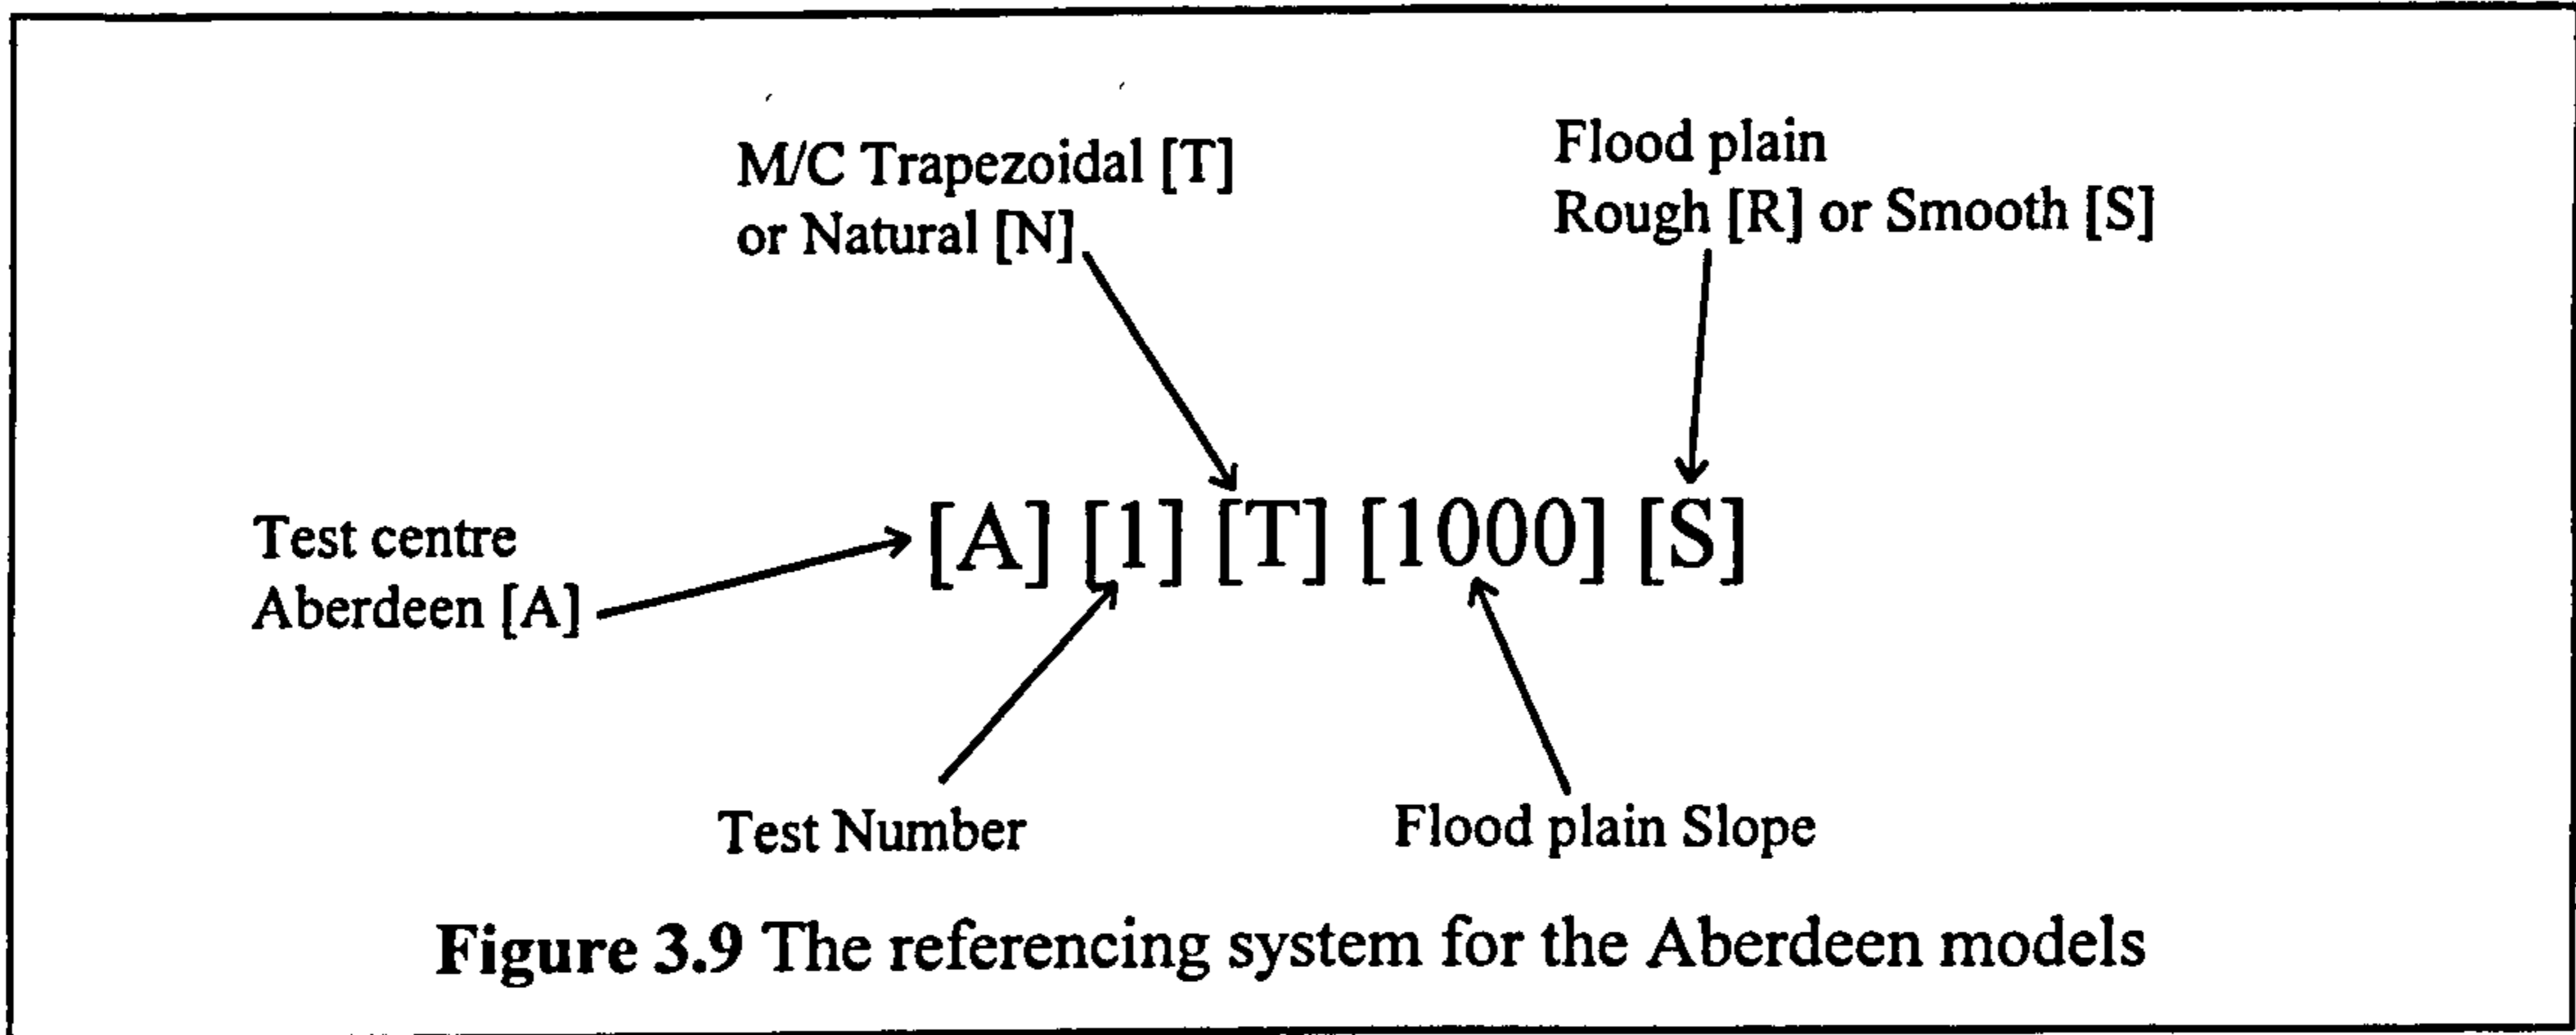 M/C Trapezoidal [T]
or Natural [N]
Flood plain
Rough [R] or Smooth [S]
Test centre
Aberdeen [A]
[A] [1] [T] [1000] [S]
Test Number
Flood plain Slope
Figure 3.9 The referencing system for the Aberdeen models